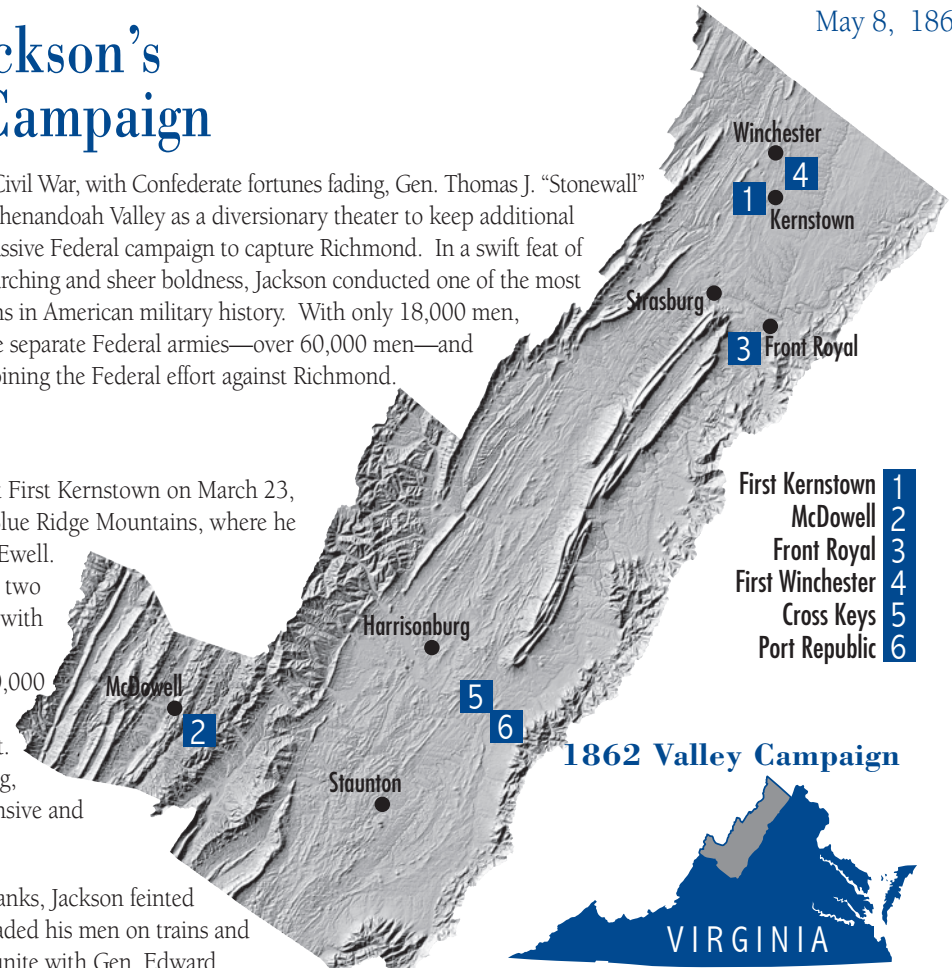 ckson's
Campaign
May 8, 186
Civil War, with Confederate fortunes fading, Gen. Thomas J. “Stonewall”
henandoah Valley as a diversionary theater to keep additional
assive Federal campaign to capture Richmond. In a swift feat of
rching and sheer boldness, Jackson conducted one of the most
ns in American military history. With only 18,000 men,
e separate Federal armies—over 60,000 men—and
oining the Federal effort against Richmond.
First Kernstown on March 23,
Blue Ridge Mountains, where he
Ewell.
two
with
0,000
t.
g,
nsive and
anks, Jackson feinted
aded his men on trains and
unite with Gen. Edward
Winchester
4
1
Kernstown
Strasburg
3 Front Royal
First Kernstown 1
McDowell 2
Front Royal 3
First Winchester 4
Cross Keys 5
Port Republic 6
Harrisonburg
McDowell
2
5
6
Staunton
1862 Valley Campaign
VIRGINIA